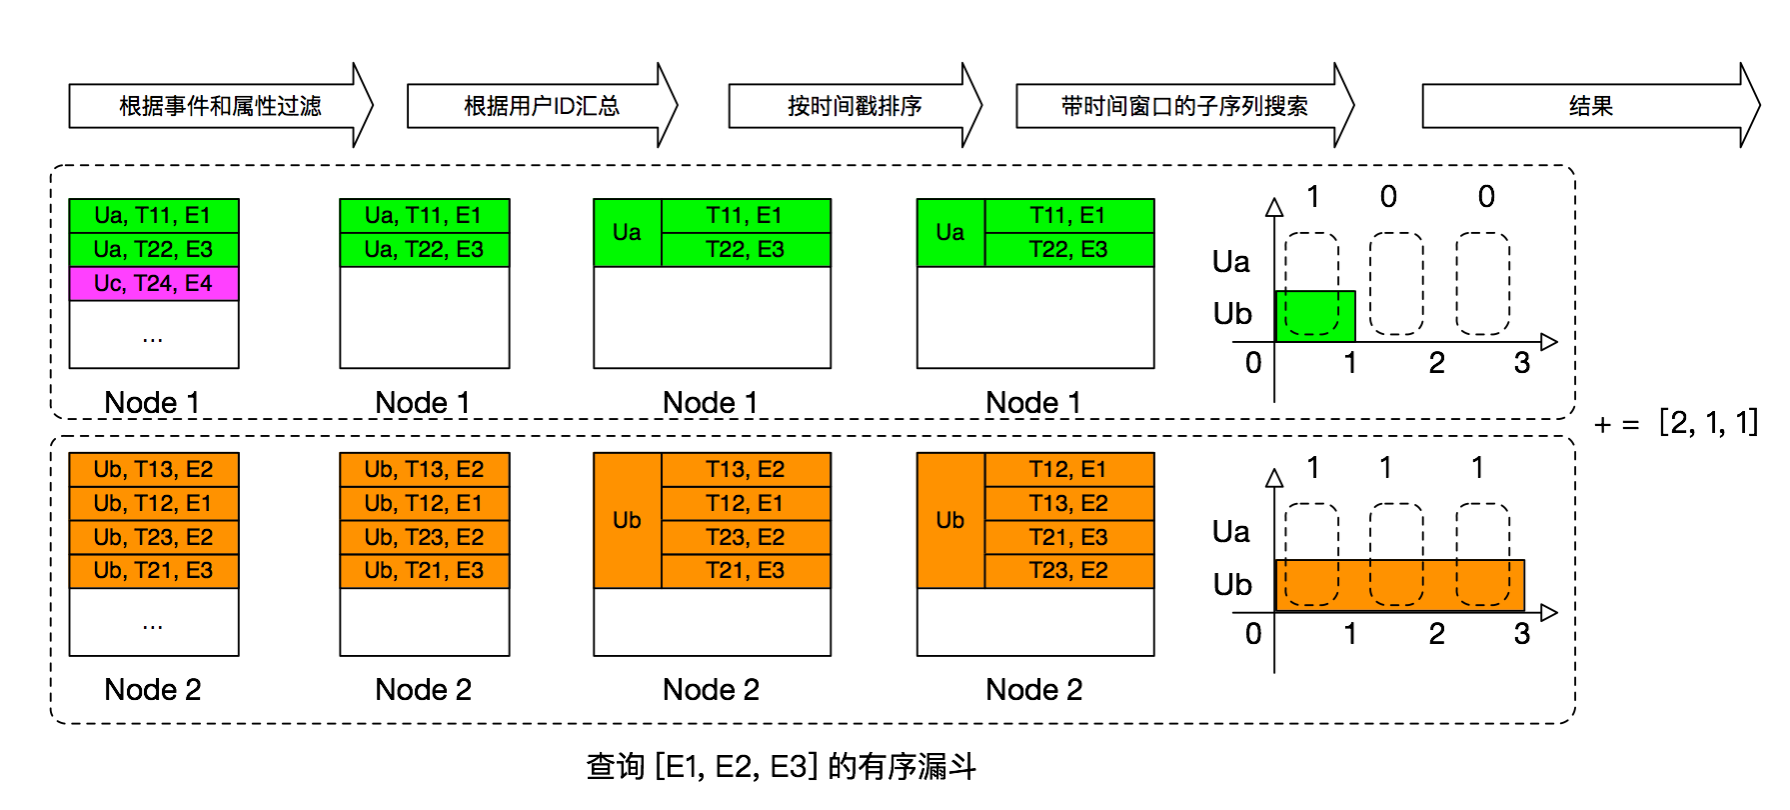 根据事件和属性过滤
根据用户ID汇总
按时间戳排序
带时间窗口的子序列搜索
结果
Ua, T11, E1
Ua, T22, E3
Uc, T24, E4
...
Node 1
Ua, T11, E1
Ua, T22, E3
Node 1
Ua
T11, E1
T22, E3
Node 1
Ua
T11, E1
T22, E3
Node 1
1 0 0
Ua
Ub
0 1 2 3
Ub, T13, E2
Ub, T12, E1
Ub, T23, E2
Ub, T21, E3
...
Node 2
Ub, T13, E2
Ub, T12, E1
Ub, T23, E2
Ub, T21, E3
Node 2
Ub
T13, E2
T12, E1
T23, E2
T21, E3
Node 2
Ub
T12, E1
T13, E2
T21, E3
T23, E2
Node 2
1 1 1
Ua
Ub
0 1 2 3
+ = [2, 1, 1]
查询 [E1, E2, E3] 的有序漏斗